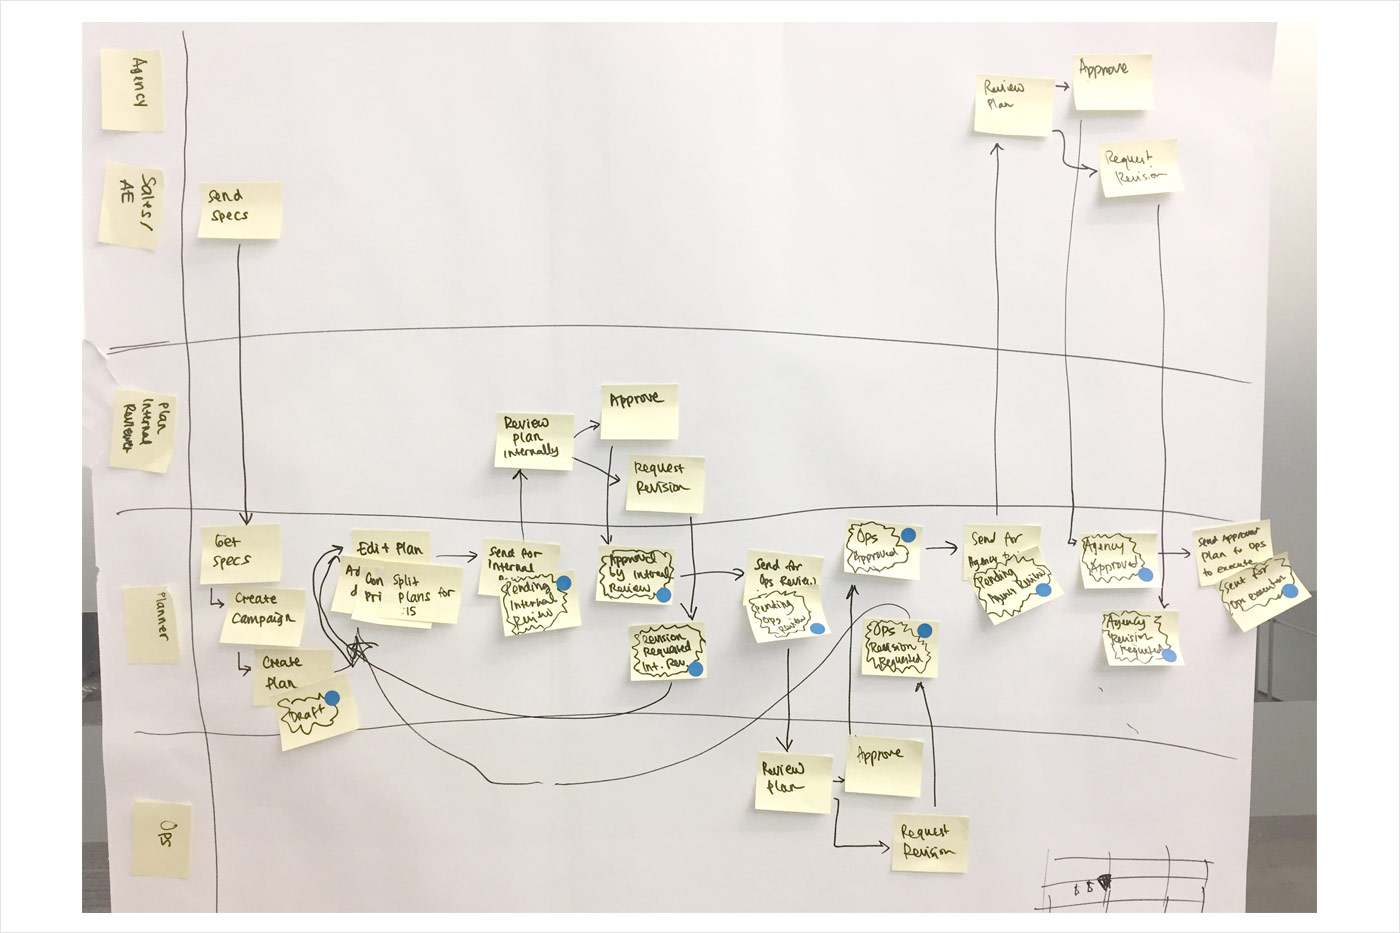 Agency
Sales/
AE
Send
Specs
Review
Plan
Approve
Request
Revision
Plan
Internal
Reviewer
Review
Plan
Internally
Approve
Request
Revision
Planner
Get
Specs
Create
Campaign
Create
Plan
Draft
Edit Plan
Ad
d
Con
Pri
Split
Plans for
:15
Send for
Internal
Pending
Internal
Review
Approved
by Internal
Review
Revision
Requested
Int. Rev.
Send for
Ops Review
Pending
Ops
Review
Ops
Approved
Ops
Revision
Requested
Send for
Agency
Pending
Agency Review
Agency
Approved
Agency
Revision
requested
Send Approved
Plan to Ops
to execute
Sent for
Ops Execution
Ops
Review
Plan
Approve
Request
Revision
$ $